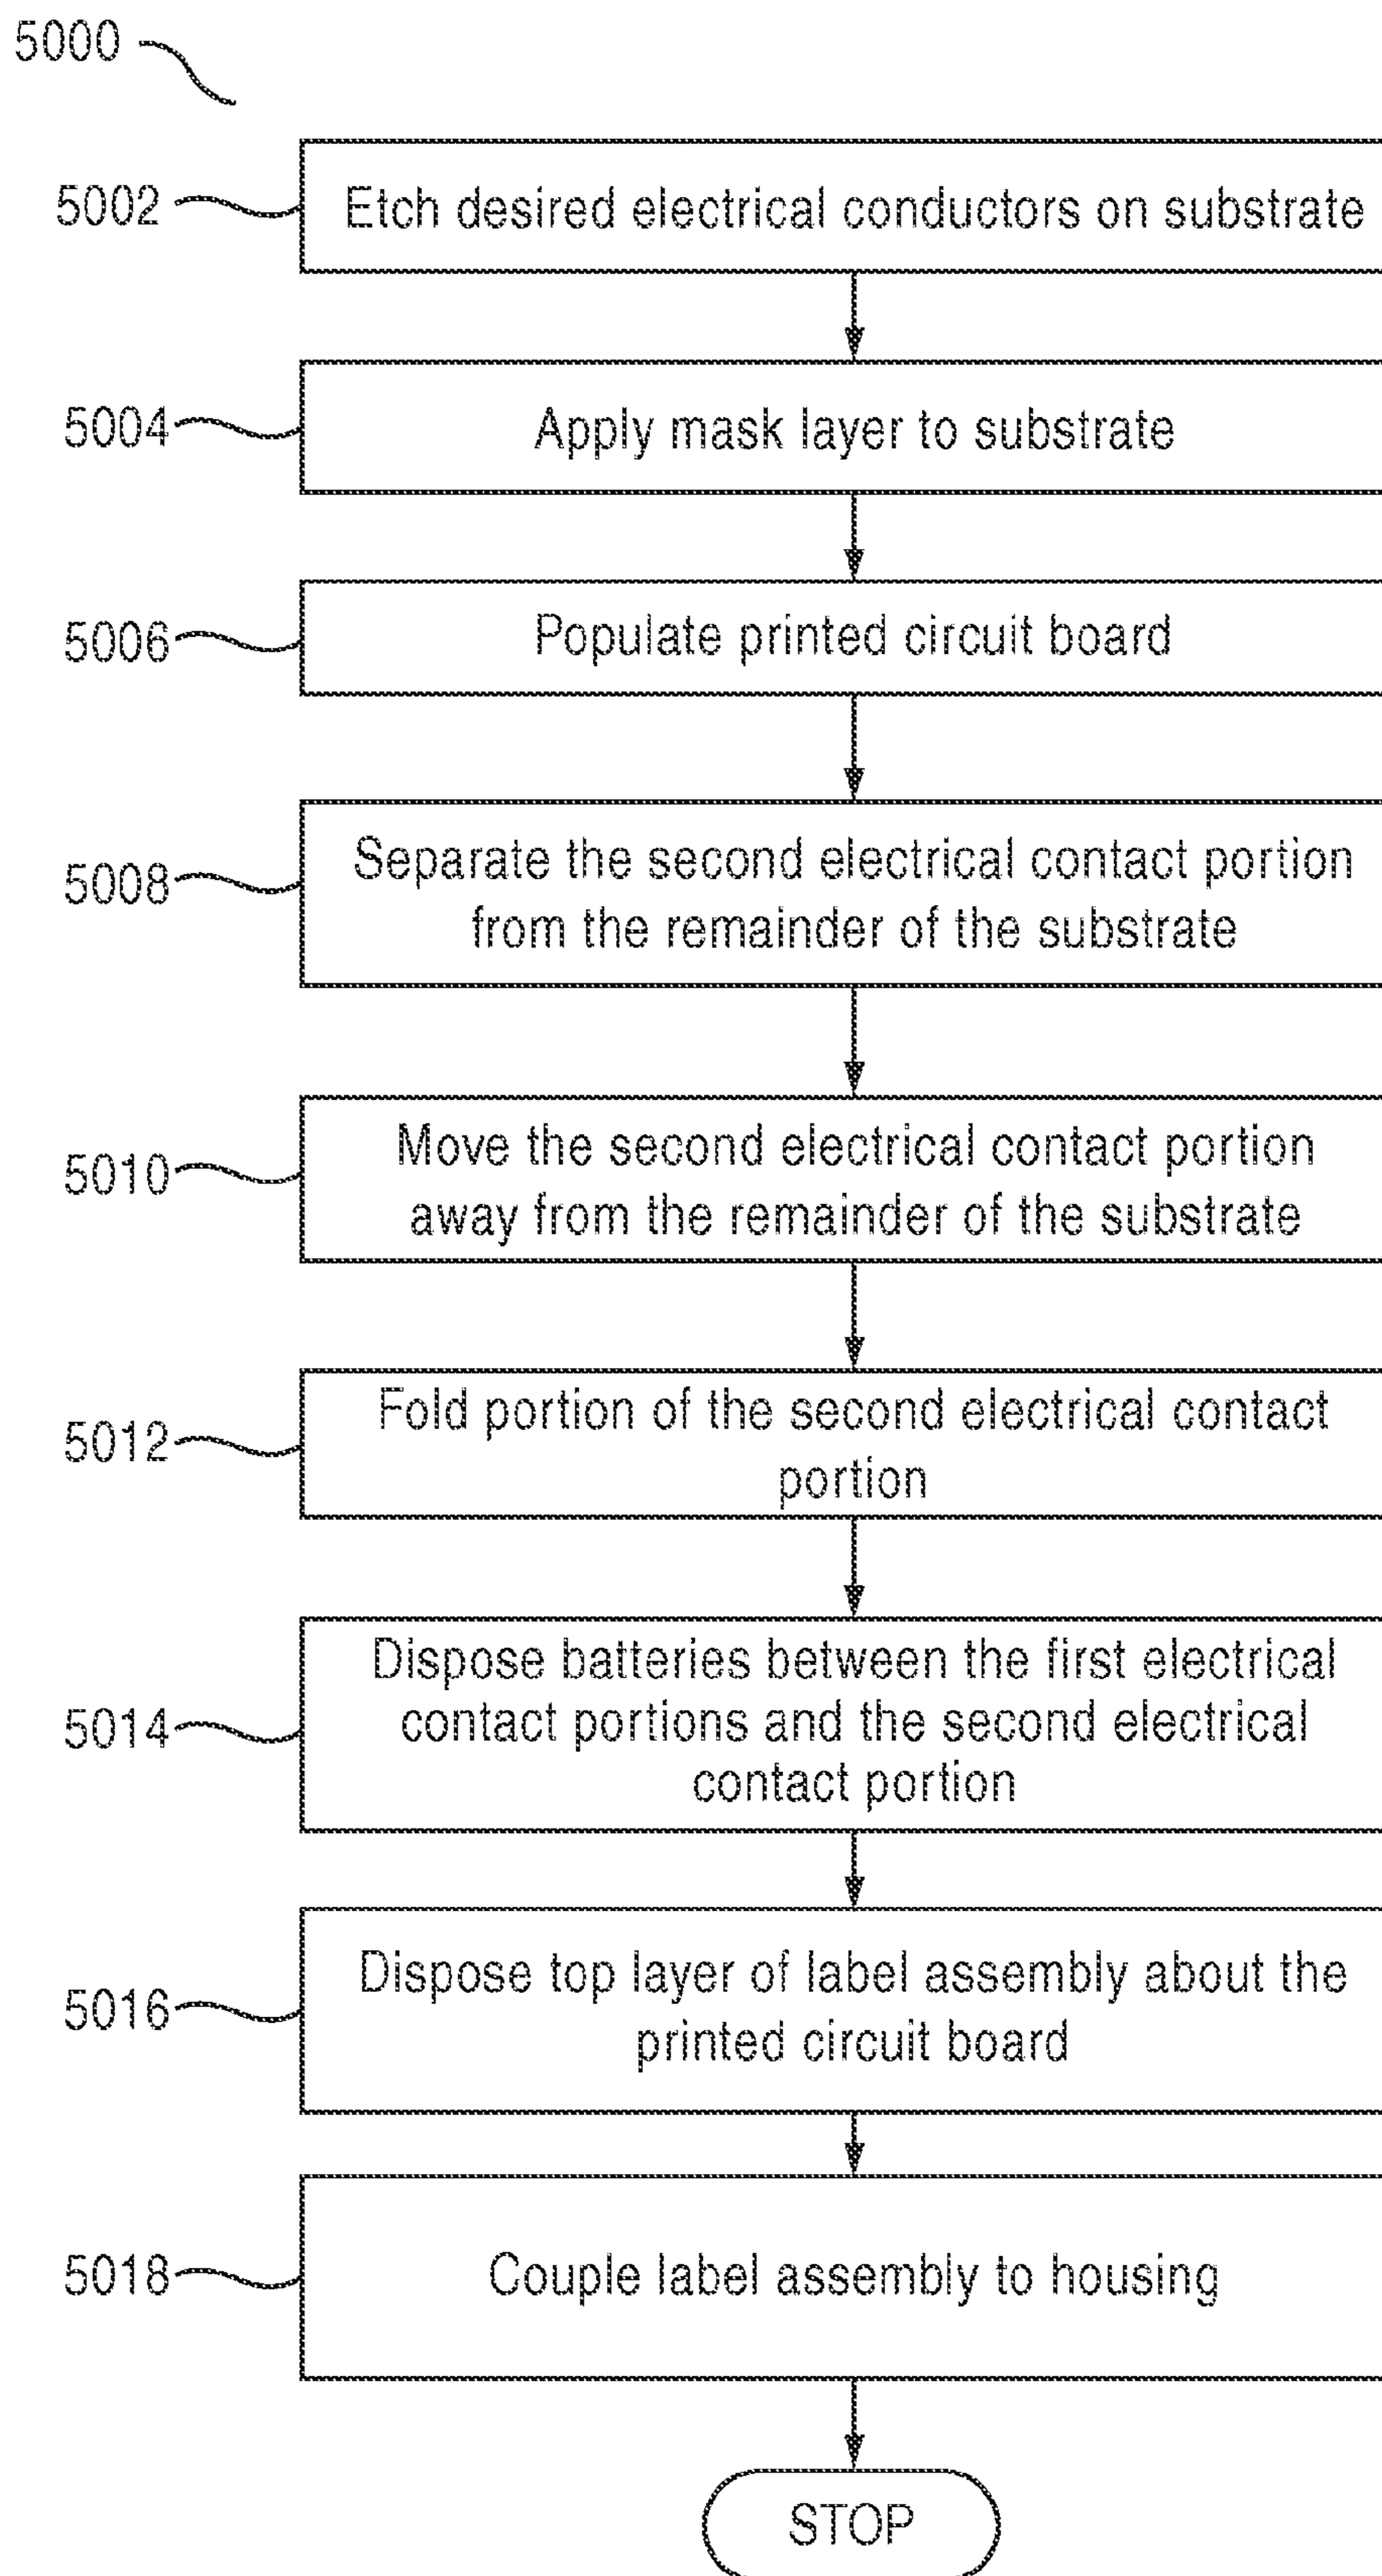 5000
5002
Etch desired electrical conductors on substrate
5004
Apply mask layer to substrate
5006
Populate printed circuit board
5008
Separate the second electrical contact portion
from the remainder of the substrate
5010
Move the second electrical contact portion
away from the remainder of the substrate
5012
Fold portion of the second electrical contact
portion
5014
Dispose batteries between the first electrical
contact portions and the second electrical
contact portion
5016
Dispose top layer of label assembly about the
printed circuit board
5018
Couple label assembly to housing
STOP